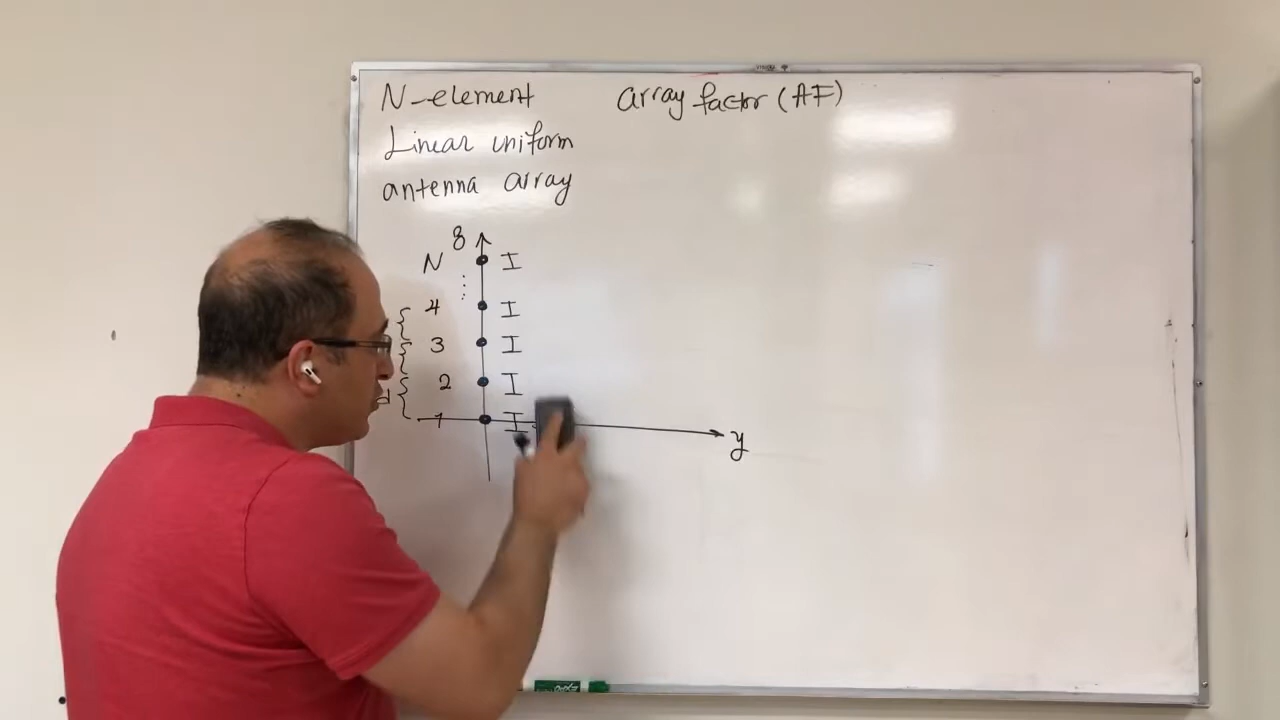 N-element array factor (AF)
Linear uniform
antenna array
z
N I
4 I
3 I
2 I
d
1 I
y